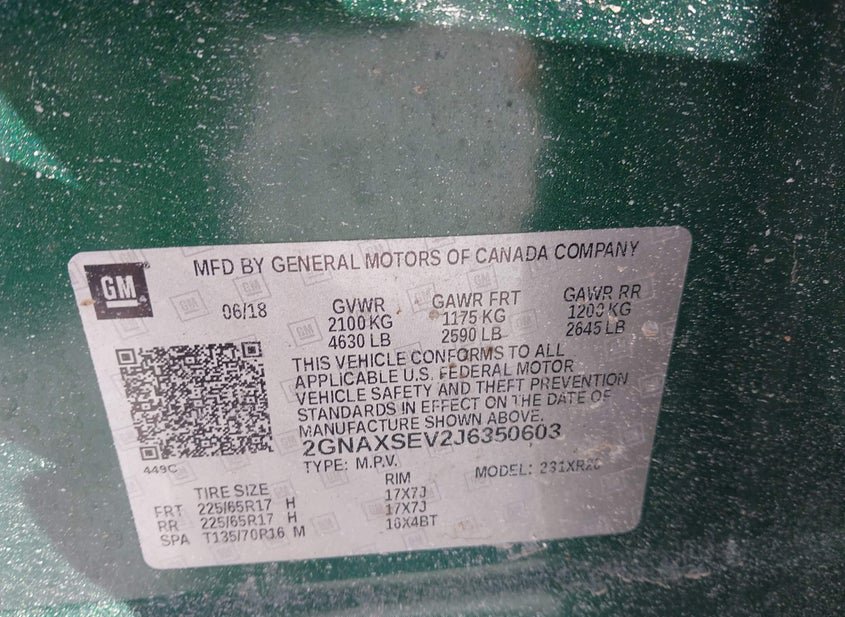 MFD BY GENERAL MOTORS OF CANADA COMPANY
GM
06/18
GVWR GAWR FRT GAWR RR
2100 KG 1175 KG 1200 KG
4630 LB 2590 LB 2645 LB
THIS VEHICLE CONFORMS TO ALL
APPLICABLE U.S. FEDERAL MOTOR
VEHICLE SAFETY AND THEFT PREVENTION
STANDARDS IN EFFECT ON THE DATE OF
MANUFACTURE SHOWN ABOVE.
2GNAXSEV2J6350603
449C
TYPE: M.P.V. MODEL:
TIRE SIZE RIM
FRT 225/65R17 H 17X7J
RR 225/65R17 H 17X7J
SPA T135/70R16 M 16X4BT